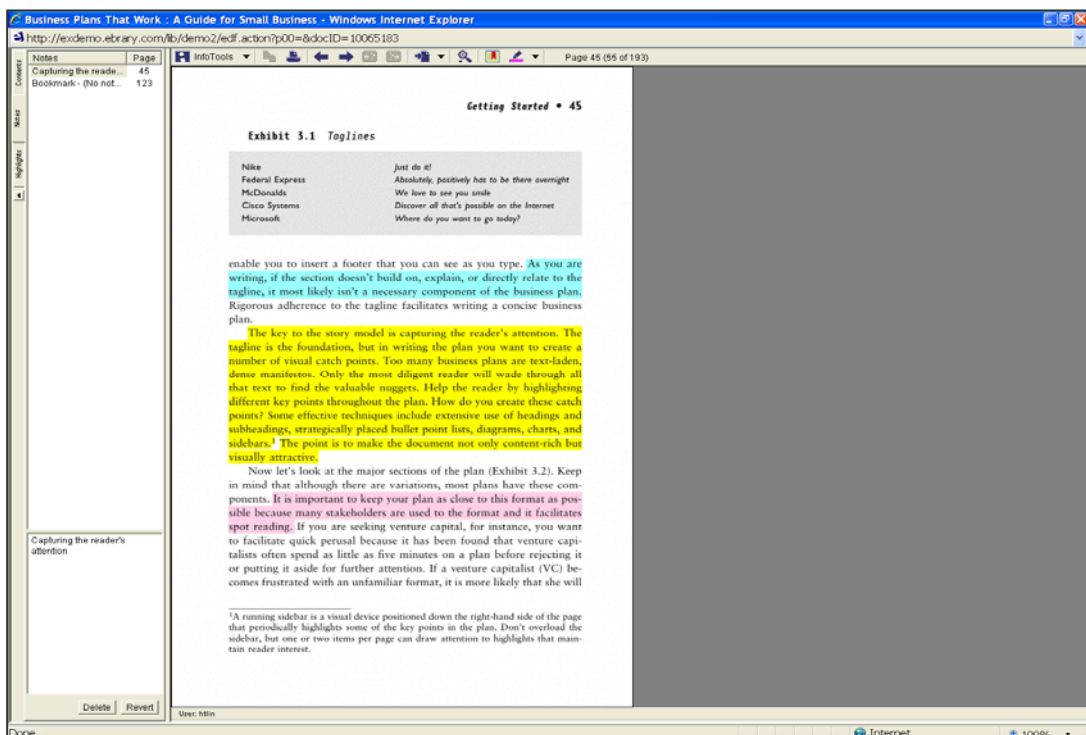 Business Plans That Work : A Guide for Small Business - Windows Internet Explorer
http://exdemo.ebrary.com/lib/demo2/edf.action?p00=&docID=10065183
Contents
Notes
Highlights
Notes Page
Capturing the reade... 45
Bookmark - (No not... 123
Capturing the reader's
attention
Delete Revert
InfoTools Page 45 (55 of 193)
Getting Started • 45
Exhibit 3.1 Taglines
Nike Just do it!
Federal Express Absolutely, positively has to be there overnight
McDonalds We love to see you smile
Cisco Systems Discover all that's possible on the Internet
Microsoft Where do you want to go today?
enable you to insert a footer that you can see as you type. As you are
writing, if the section doesn't build on, explain, or directly relate to the
tagline, it most likely isn't a necessary component of the business plan.
Rigorous adherence to the tagline facilitates writing a concise business
plan.
The key to the story model is capturing the reader's attention. The
tagline is the foundation, but in writing the plan you want to create a
number of visual catch points. Too many business plans are text-laden,
dense manifestos. Only the most diligent reader will wade through all
that text to find the valuable nuggets. Help the reader by highlighting
different key points throughout the plan. How do you create these catch
points? Some effective techniques include extensive use of headings and
subheadings, strategically placed bullet point lists, diagrams, charts, and
sidebars.1 The point is to make the document not only content-rich but
visually attractive.
Now let's look at the major sections of the plan (Exhibit 3.2). Keep
in mind that although there are variations, most plans have these com-
ponents. It is important to keep your plan as close to this format as pos-
sible because many stakeholders are used to the format and it facilitates
spot reading. If you are seeking venture capital, for instance, you want
to facilitate quick perusal because it has been found that venture capi-
talists often spend as little as five minutes on a plan before rejecting it
or putting it aside for further attention. If a venture capitalist (VC) be-
comes frustrated with an unfamiliar format, it is more likely that she will
1A running sidebar is a visual device positioned down the right-hand side of the page
that periodically highlights some of the key points in the plan. Don't overload the
sidebar, but one or two items per page can draw attention to highlights that main-
tain reader interest.
User: htlin
Done Internet 100%